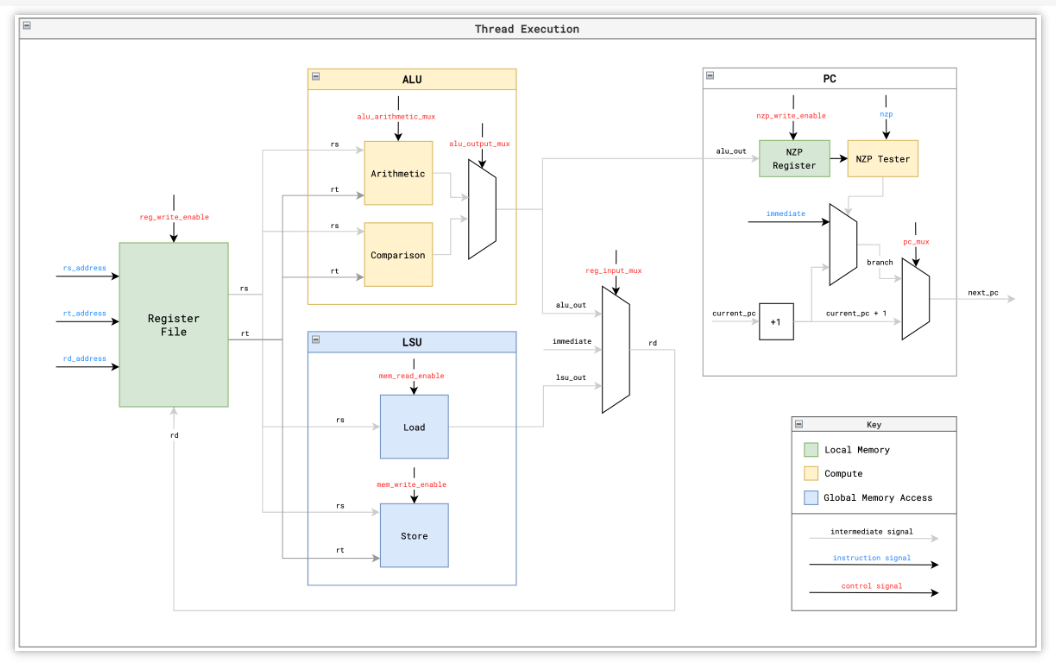 Thread Execution
ALU
alu_arithmetic_mux
alu_output_mux
rs
Arithmetic
rt
rs
Comparison
rt
reg_write_enable
rs_address
rt_address
rd_address
Register
File
rs
rt
rd
LSU
mem_read_enable
rs
Load
mem_write_enable
rs
Store
rt
reg_input_mux
alu_out
immediate
lsu_out
rd
PC
nzp_write_enable
nzp
alu_out
NZP
Register
NZP Tester
immediate
pc_mux
branch
current_pc
+1
current_pc + 1
next_pc
Key
Local Memory
Compute
Global Memory Access
intermediate signal
instruction signal
control signal